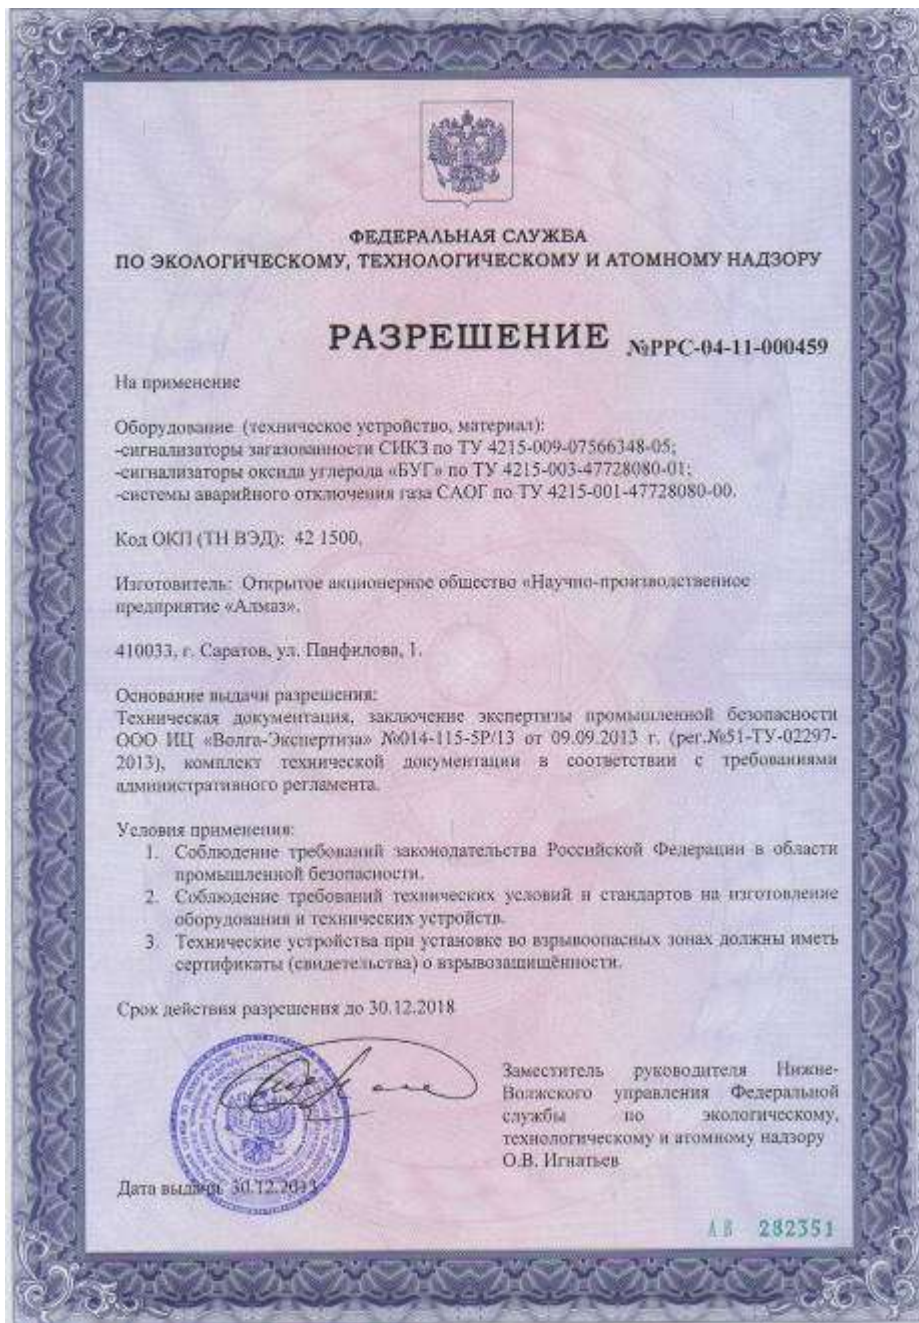 ФЕДЕРАЛЬНАЯ СЛУЖБА
ПО ЭКОЛОГИЧЕСКОМУ, ТЕХНОЛОГИЧЕСКОМУ И АТОМНОМУ НАДЗОРУ
РАЗРЕШЕНИЕ №РРС-04-11-000459
На применение
Оборудование (техническое устройство, материал):
-сигнализаторы загазованности СИКЗ по ТУ 4215-009-07566348-05;
-сигнализаторы оксида углерода «БУГ» по ТУ 4215-003-47728080-01;
-системы аварийного отключения газа САОГ по ТУ 4215-001-47728080-00.
Код ОКП (ТН ВЭД): 42 1500,
Изготовитель: Открытое акционерное общество «Научно-производственное
предприятие «Алмаз».
410033, г. Саратов, ул. Панфилова, 1.
Основание выдачи разрешения:
Техническая документация, заключение экспертизы промышленной безопасности
ООО ИЦ «Волга-Экспертиза» №014-115-5Р/13 от 09.09.2013 г. (рег.№51-ТУ-02297-
2013), комплект технической документации в соответствии с требованиями
административного регламента.
Условия применения:
1. Соблюдение требований законодательства Российской Федерации в области
промышленной безопасности.
2. Соблюдение требований технических условий и стандартов на изготовление
оборудования и технических устройств.
3. Технические устройства при установке во взрывоопасных зонах должны иметь
сертификаты (свидетельства) о взрывозащищённости.
Срок действия разрешения до 30.12.2018
Заместитель руководителя Нижне-
Волжского управления Федеральной
службы по экологическому,
технологическому и атомному надзору
О.В. Игнатьев
Дата выдачи 30.12.2013
АВ 282351